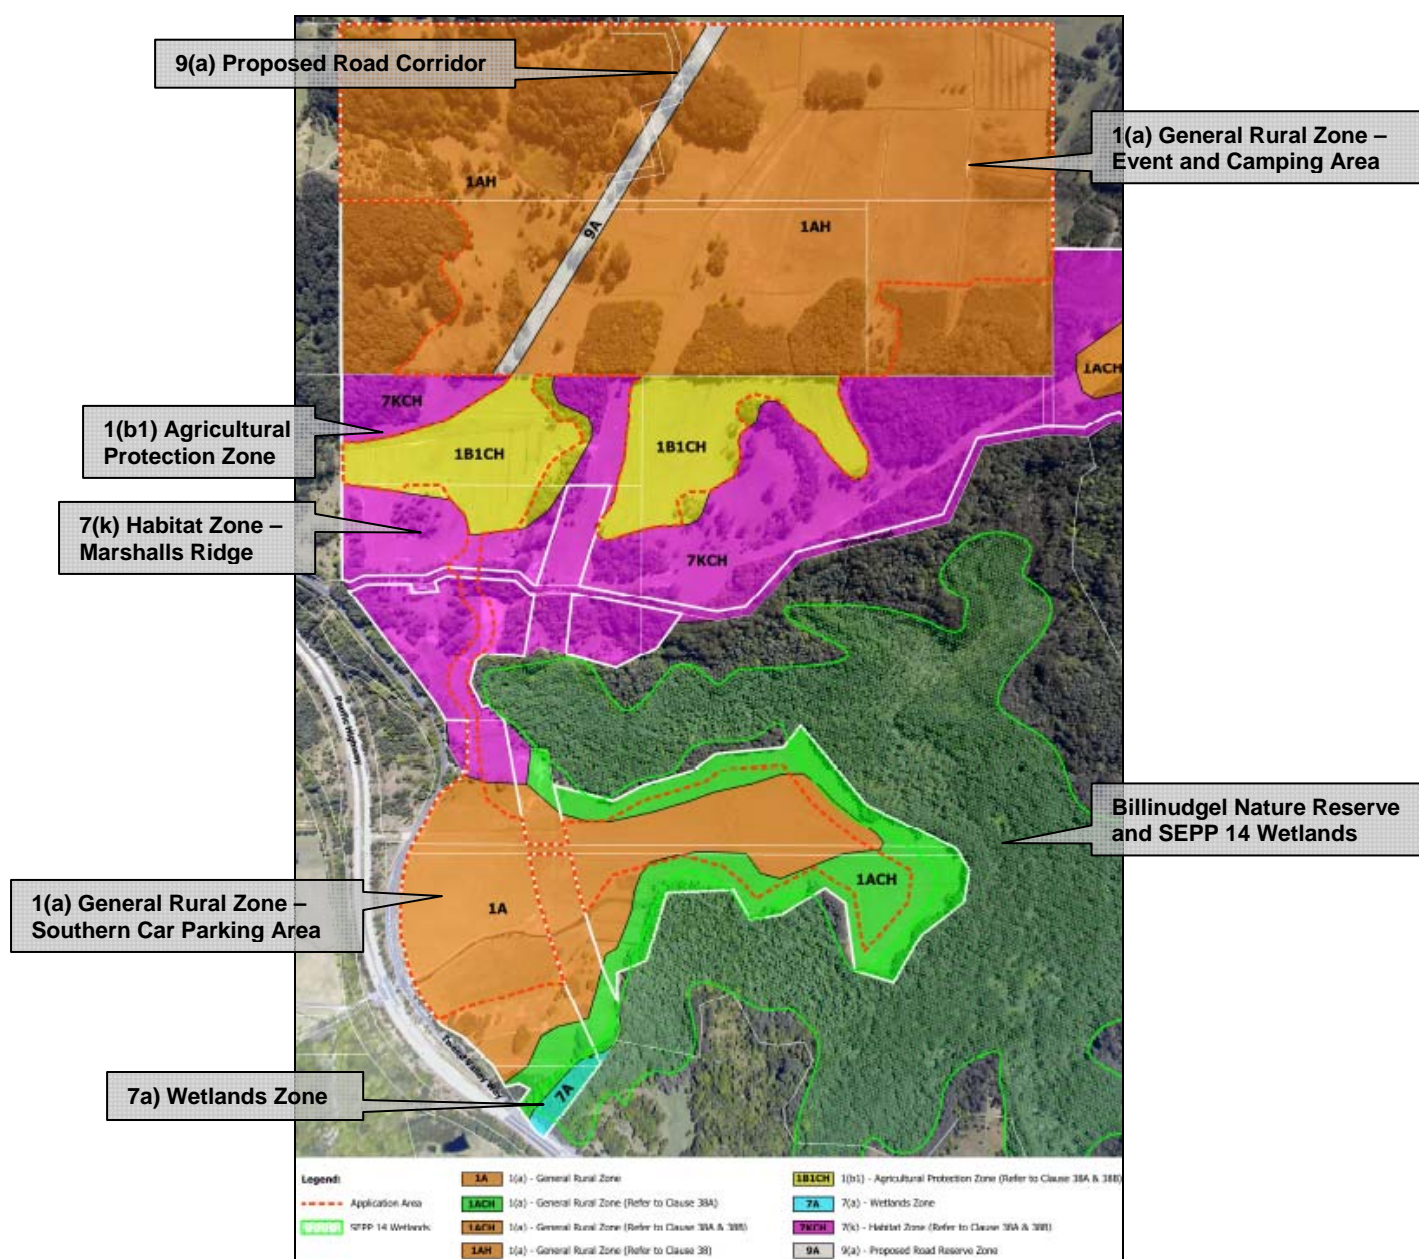 9(a) Proposed Road Corridor
1(a) General Rural Zone –
Event and Camping Area
1AH
9A
1AH
1ACH
7KCH
1(b1) Agricultural
Protection Zone
1B1CH
1B1CH
7(k) Habitat Zone –
Marshalls Ridge
7KCH
Pacific Highway
Billinudgel Nature Reserve
and SEPP 14 Wetlands
1ACH
1(a) General Rural Zone –
Southern Car Parking Area
1A
Tweed Valley Way
7a) Wetlands Zone
7A
Legend:
Application Area
SEPP 14 Wetlands
1A 1(a) - General Rural Zone
1ACH 1(a) - General Rural Zone (Refer to Clause 38A)
1ACH 1(a) - General Rural Zone (Refer to Clause 38A & 38B)
1AH 1(a) - General Rural Zone (Refer to Clause 38)
1B1CH 1(b1) - Agricultural Protection Zone (Refer to Clause 38A & 38B)
7A 7(a) - Wetlands Zone
7KCH 7(k) - Habitat Zone (Refer to Clause 38A & 38B)
9A 9(a) - Proposed Road Reserve Zone